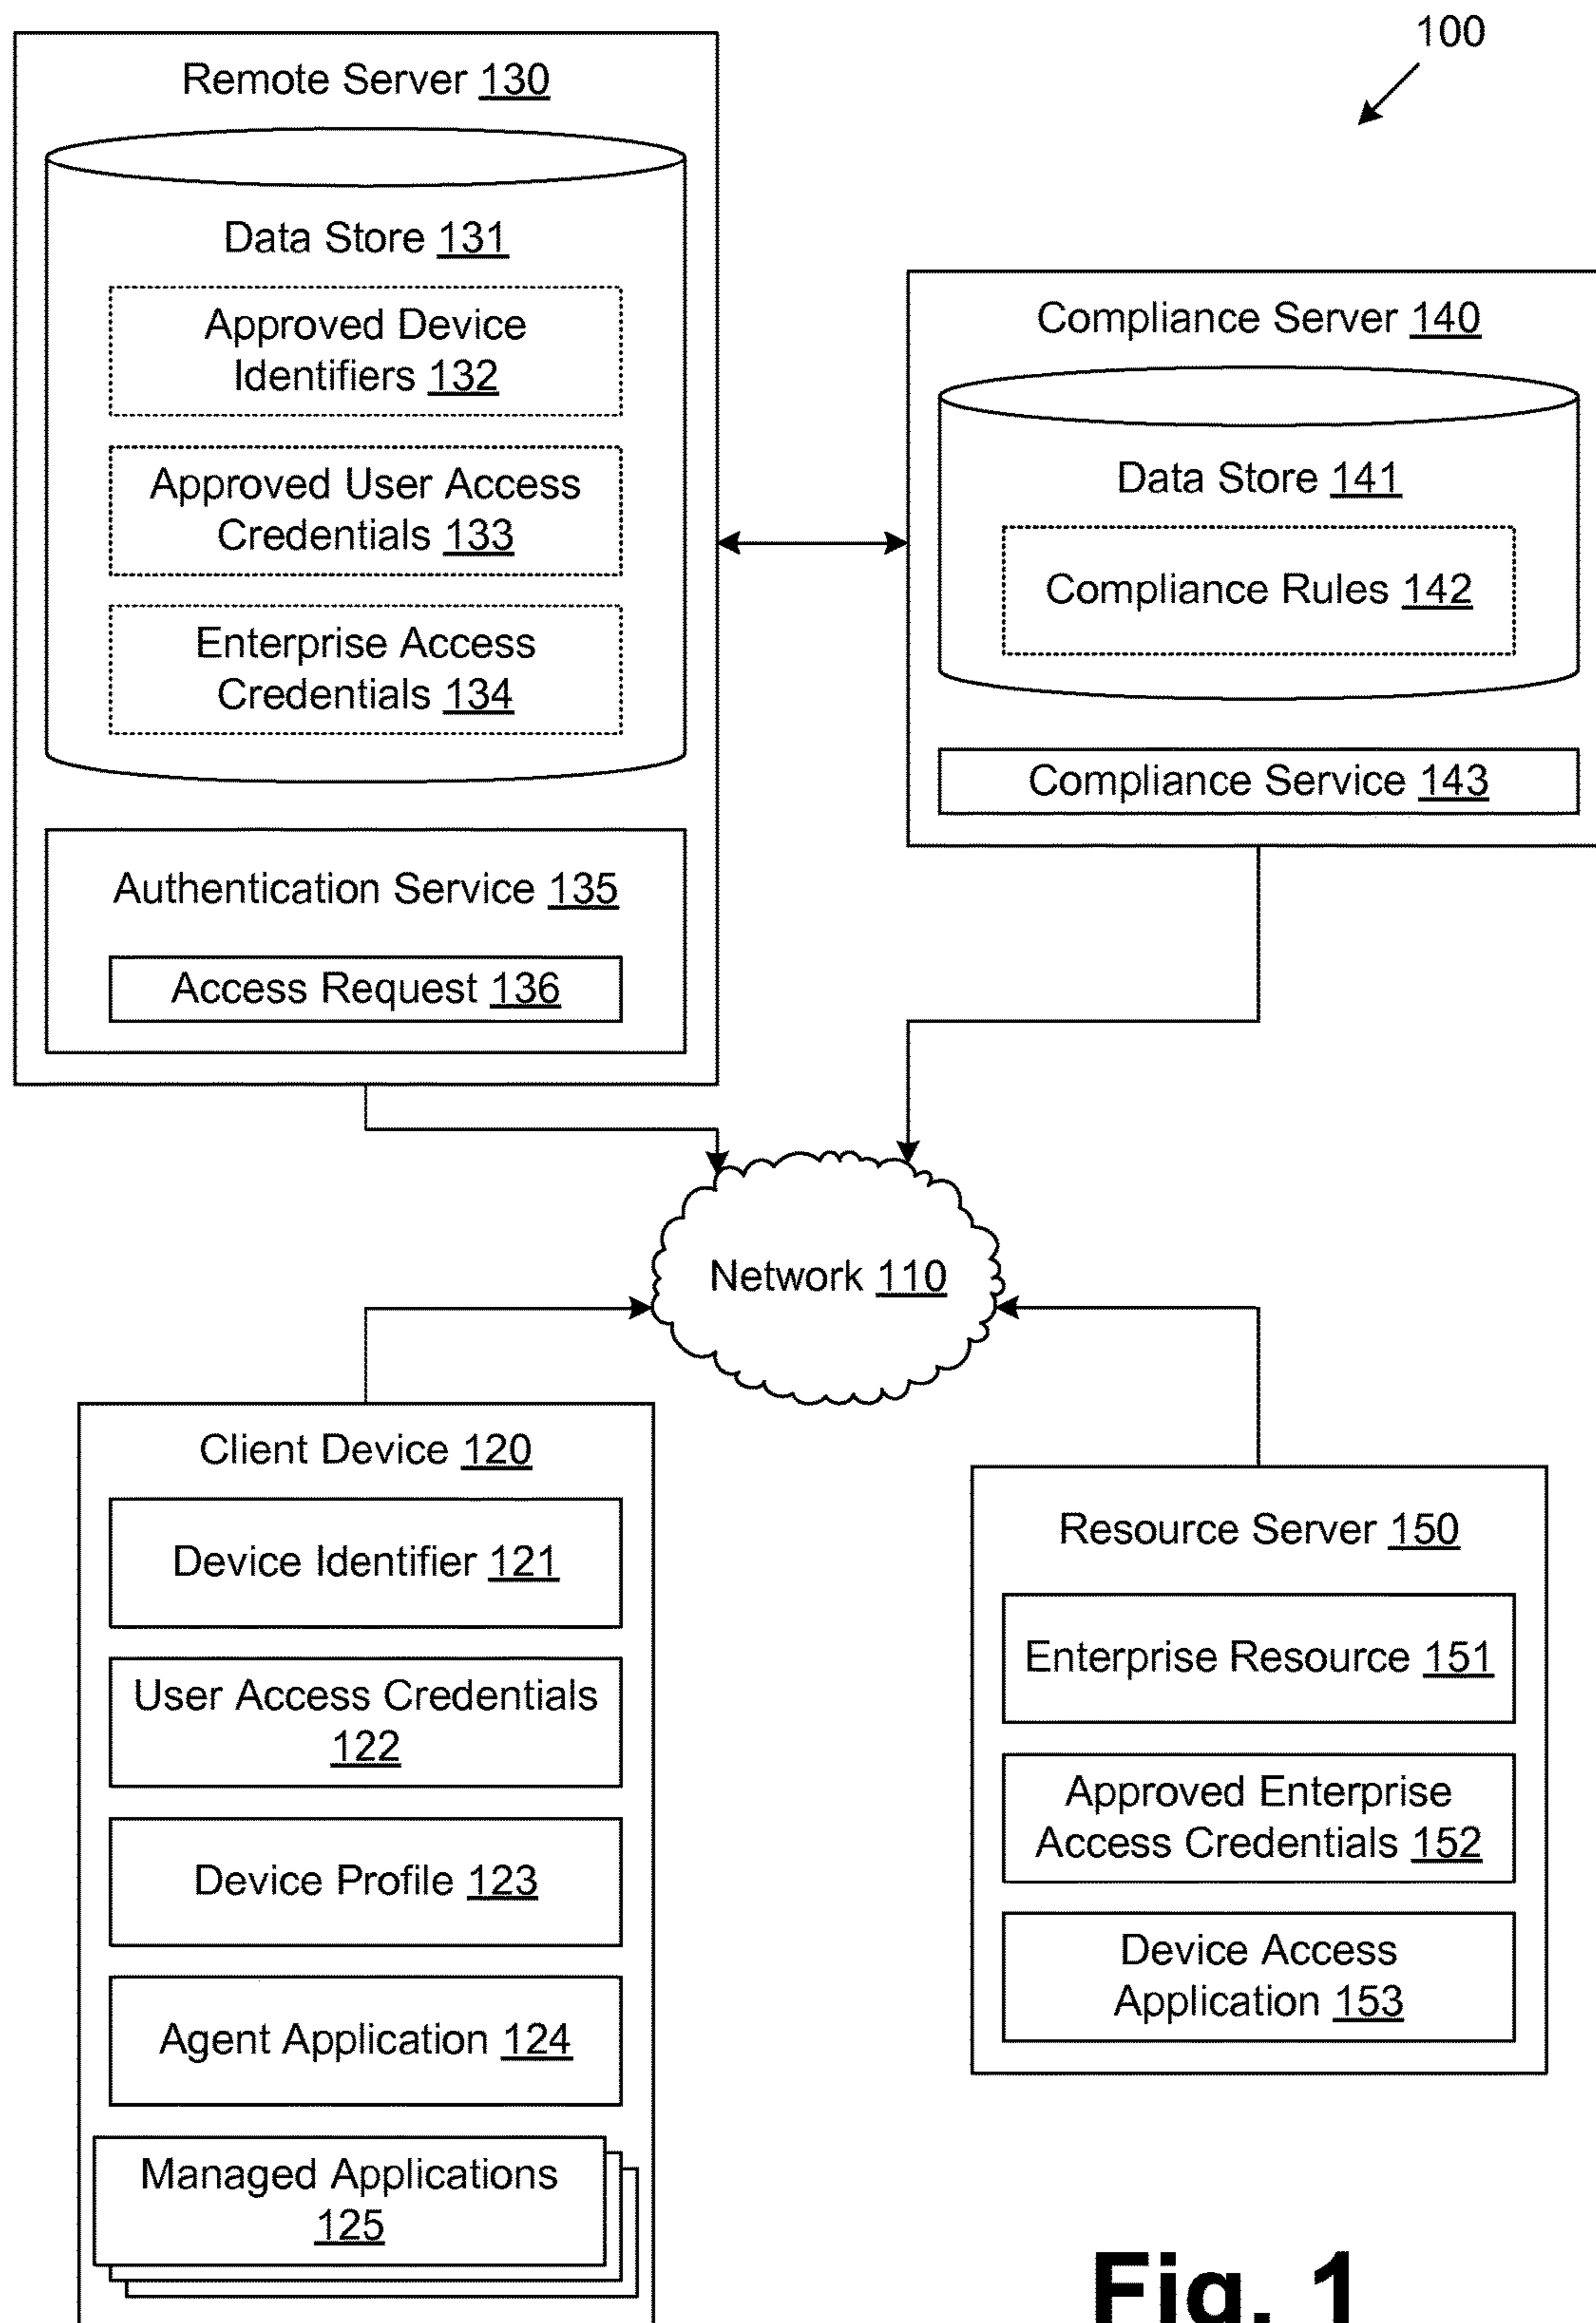 100
Remote Server 130
Data Store 131
Approved Device
Identifiers 132
Approved User Access
Credentials 133
Enterprise Access
Credentials 134
Authentication Service 135
Access Request 136
Compliance Server 140
Data Store 141
Compliance Rules 142
Compliance Service 143
Network 110
Client Device 120
Device Identifier 121
User Access Credentials
122
Device Profile 123
Agent Application 124
Managed Applications
125
Resource Server 150
Enterprise Resource 151
Approved Enterprise
Access Credentials 152
Device Access
Application 153
Fig. 1